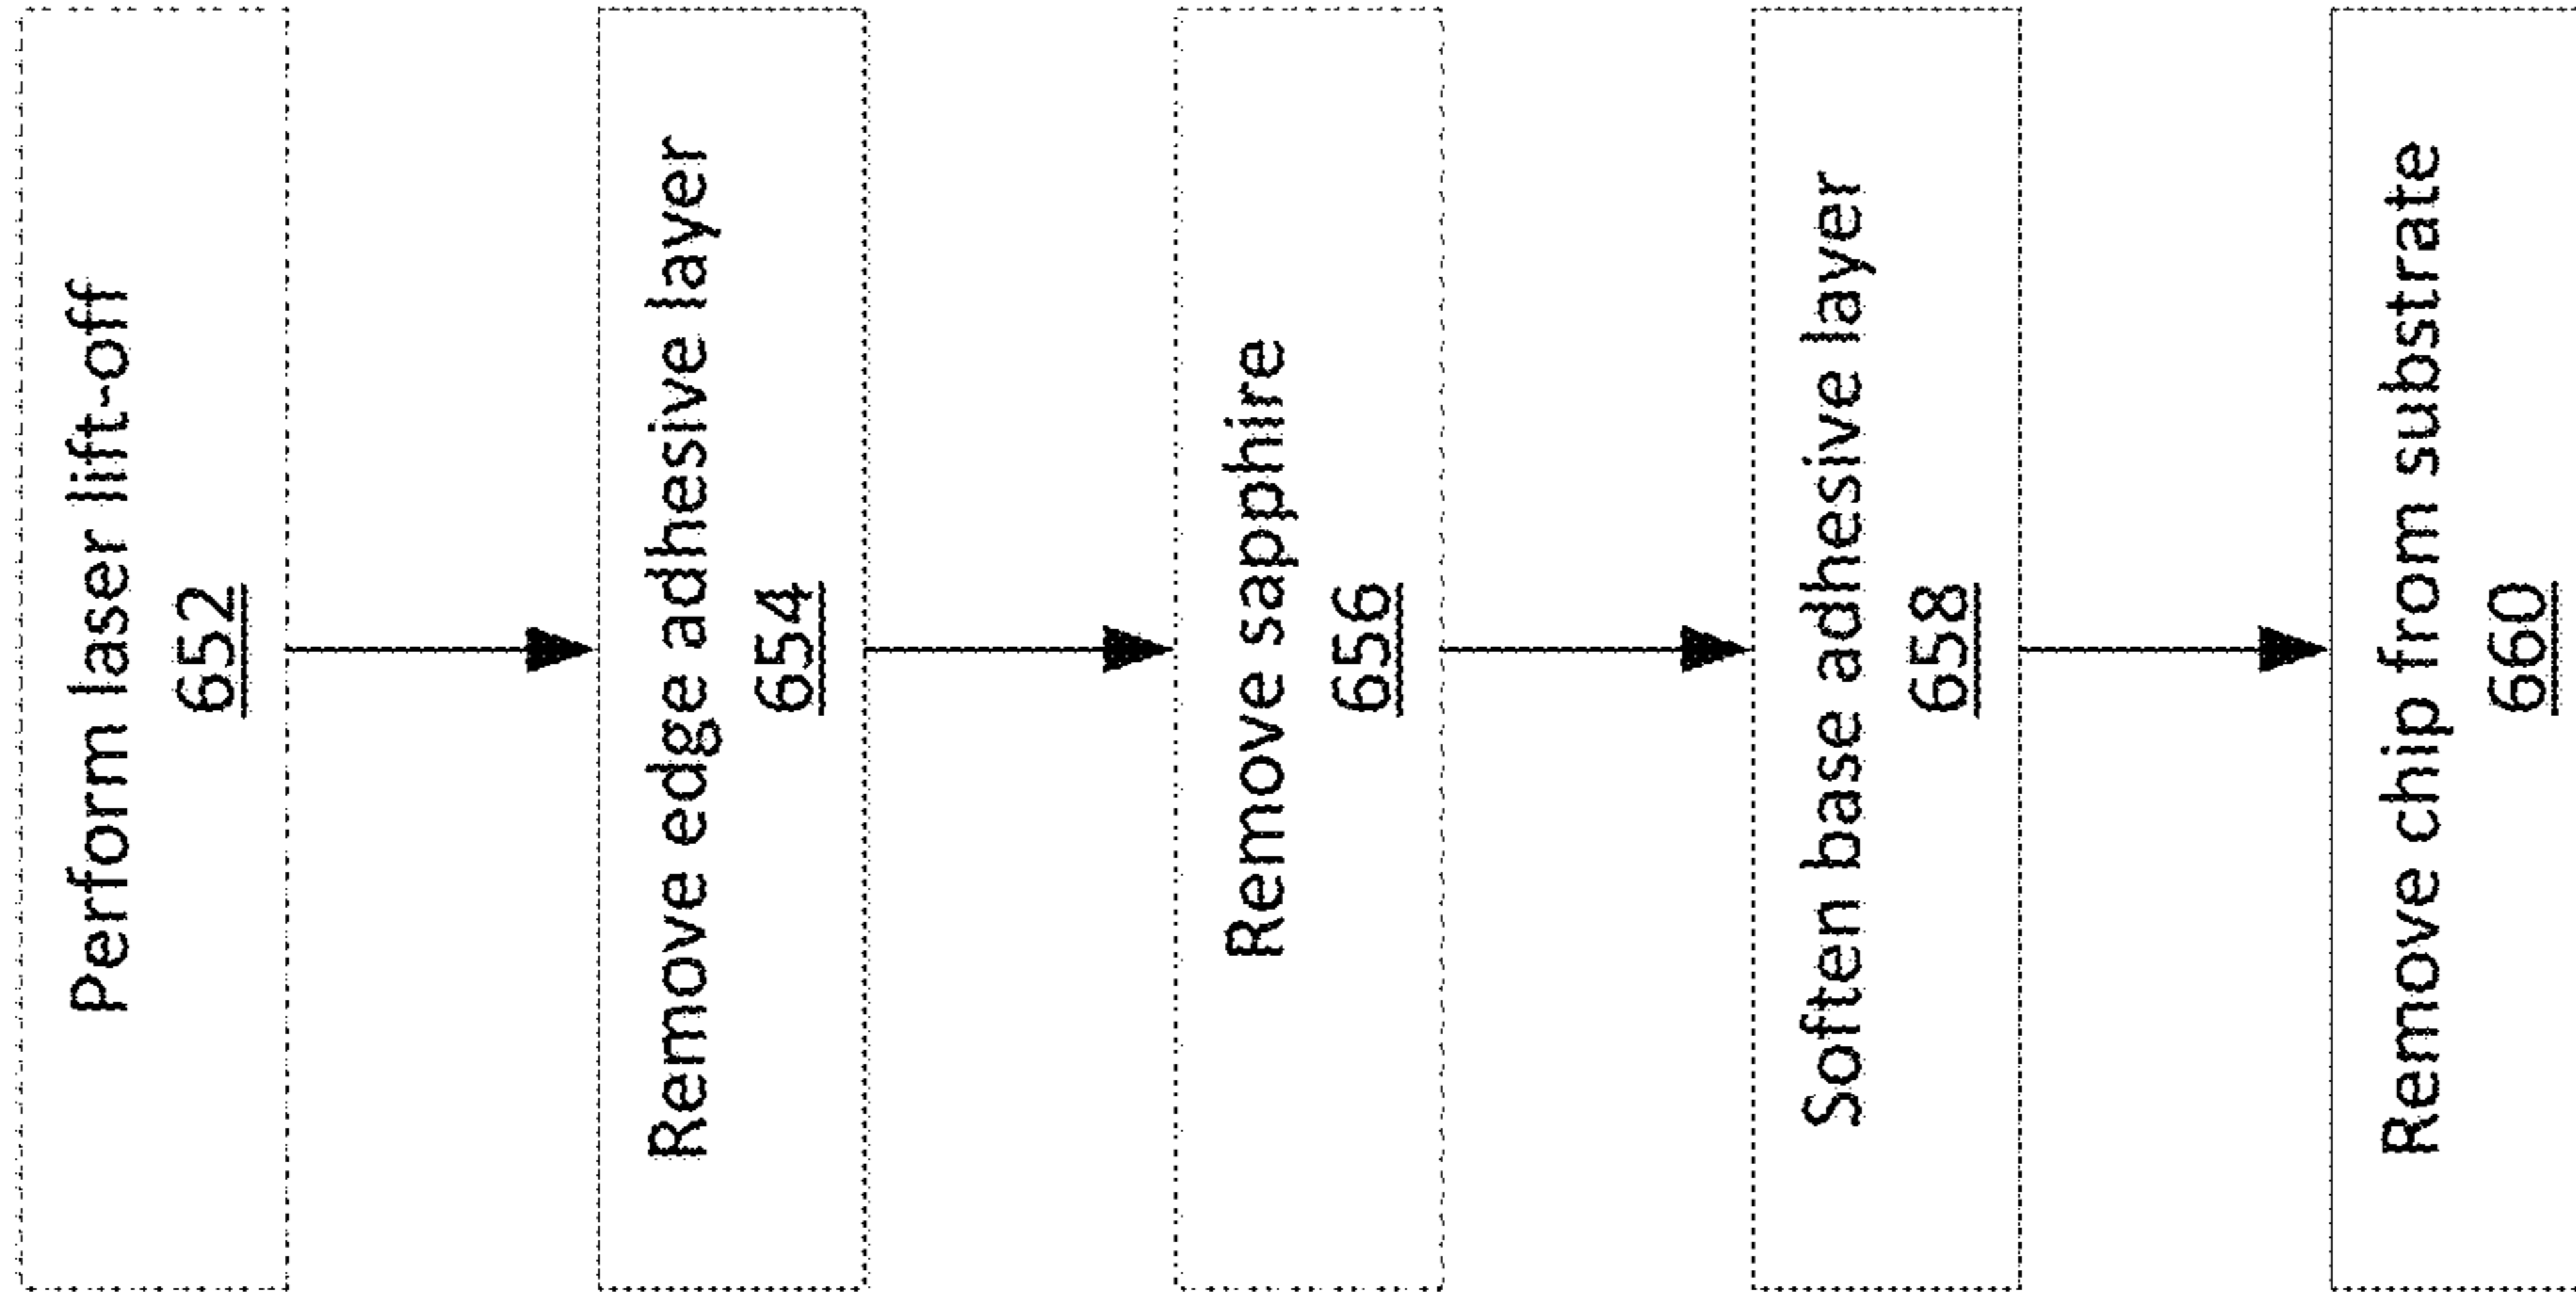 Perform laser lift-off
652
Remove edge adhesive layer
654
Remove sapphire
656
Soften base adhesive layer
658
Remove chip from substrate
660